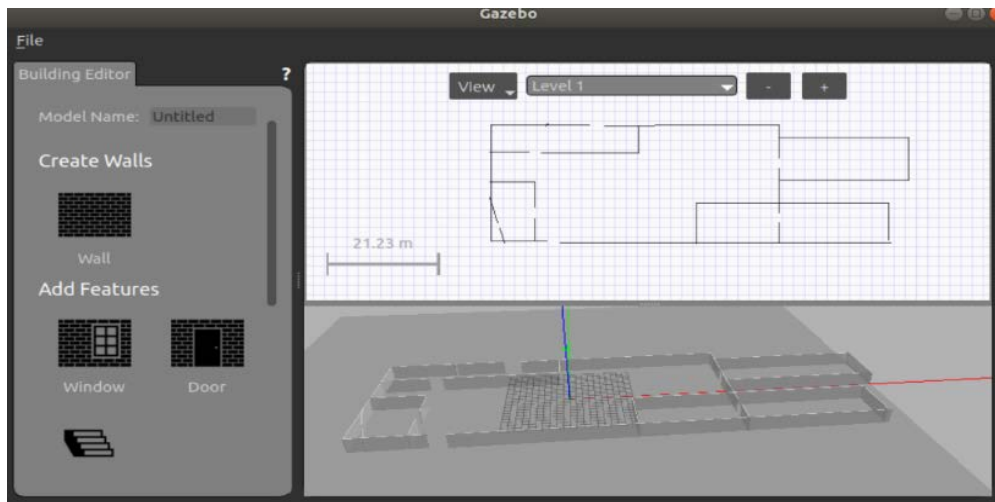 Gazebo
File
Building Editor
?
Model Name: Untitled
Create Walls
Wall
Add Features
Window Door
View Level 1 - +
21.23 m